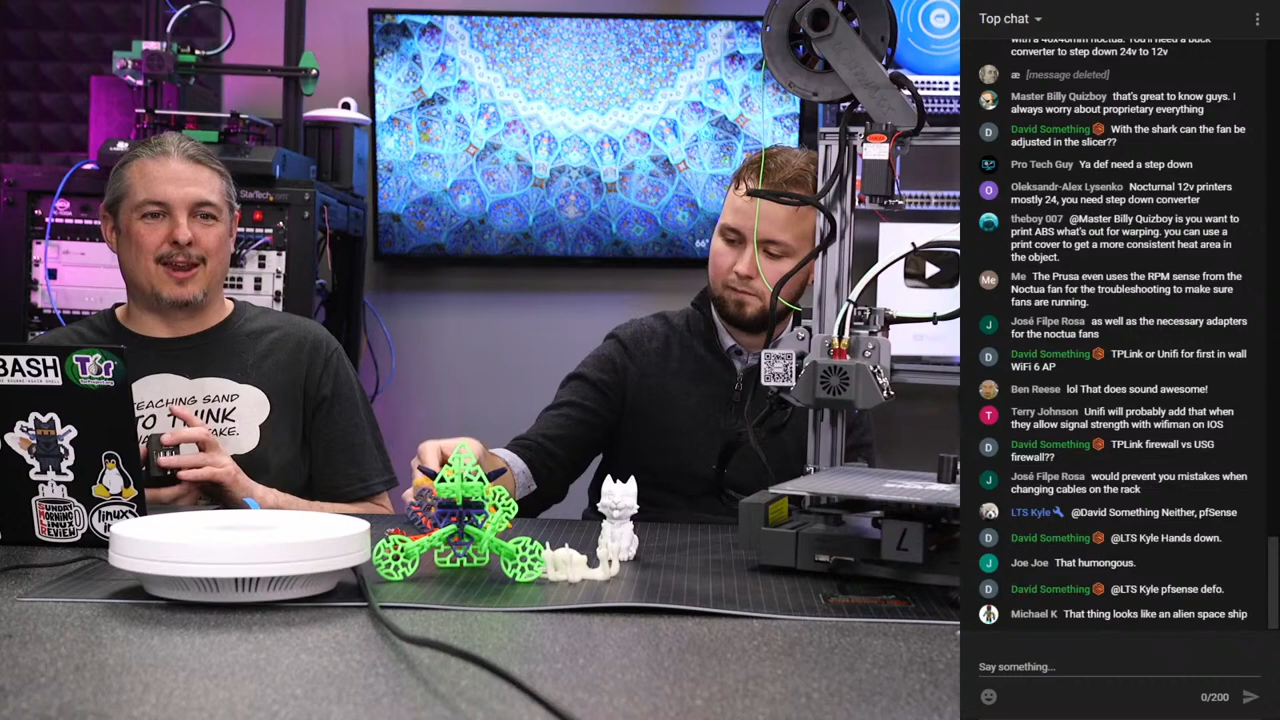 StarTech
66°
BASH
Tor
TEACHING SAND
TO THINK
TAKE.
SUNDAY
MORNING
LINUX
REVIEW
linux
L
Top chat
converter to step down 24v to 12v
æ [message deleted]
Master Billy Quizboy that's great to know guys. I
always worry about proprietary everything
D David Something With the shark can the fan be
adjusted in the slicer??
Pro Tech Guy Ya def need a step down
O Oleksandr-Alex Lysenko Nocturnal 12v printers
mostly 24, you need step down converter
theboy 007 @Master Billy Quizboy is you want to
print ABS what's out for warping. you can use a
print cover to get a more consistent heat area in
the object.
Me Me The Prusa even uses the RPM sense from the
Noctua fan for the troubleshooting to make sure
fans are running.
J José Filpe Rosa as well as the necessary adapters
for the noctua fans
D David Something TPLink or Unifi for first in wall
WiFi 6 AP
Ben Reese lol That does sound awesome!
T Terry Johnson Unifi will probably add that when
they allow signal strength with wifiman on IOS
D David Something TPLink firewall vs USG
firewall??
J José Filpe Rosa would prevent you mistakes when
changing cables on the rack
LTS Kyle @David Something Neither, pfSense
D David Something @LTS Kyle Hands down.
J Joe Joe That humongous.
D David Something @LTS Kyle pfsense defo.
Michael K That thing looks like an alien space ship
Say something...
0/200